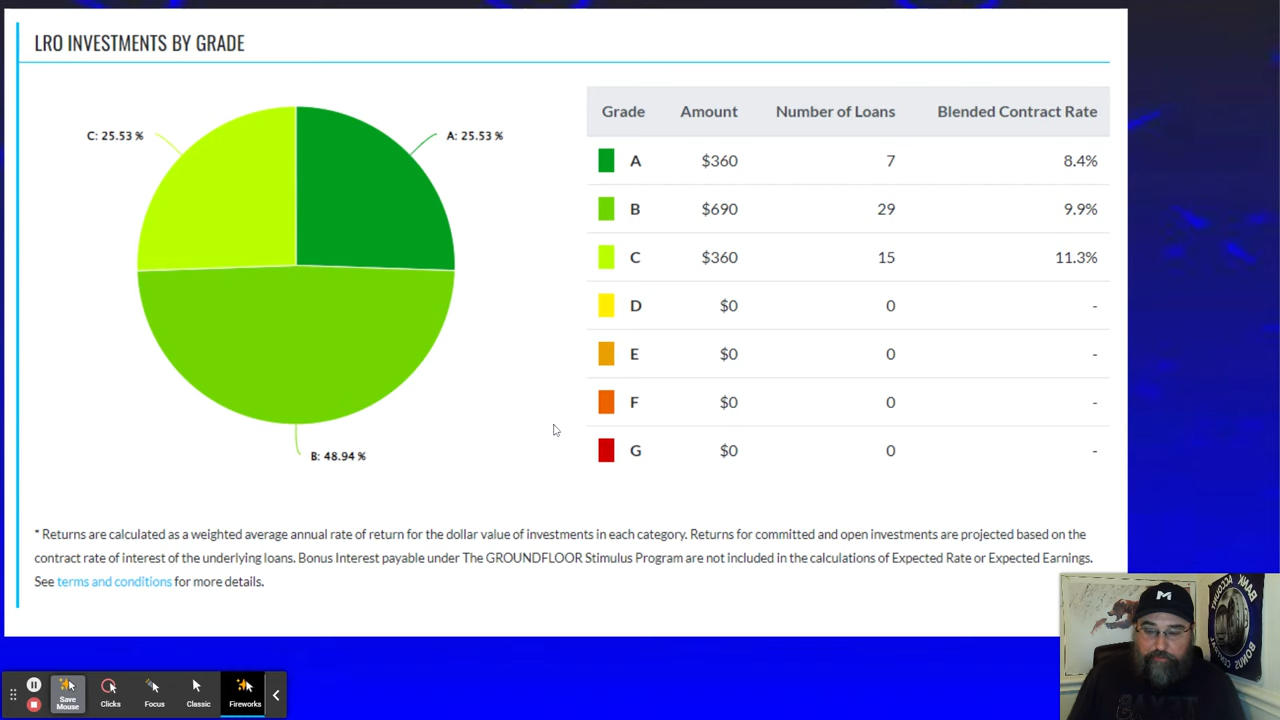 LRO INVESTMENTS BY GRADE
C: 25.53 %
A: 25.53 %
B: 48.94 %
Grade Amount Number of Loans Blended Contract Rate
A $360 7 8.4%
B $690 29 9.9%
C $360 15 11.3%
D $0 0 -
E $0 0 -
F $0 0 -
G $0 0 -
* Returns are calculated as a weighted average annual rate of return for the dollar value of investments in each category. Returns for committed and open investments are projected based on the
contract rate of interest of the underlying loans. Bonus Interest payable under The GROUNDFLOOR Stimulus Program are not included in the calculations of Expected Rate or Expected Earnings.
See terms and conditions for more details.
M
BANK ACCOUNT
BONUS CENTRAL
TEXAS
Save
Mouse
Clicks
Focus
Classic
Fireworks